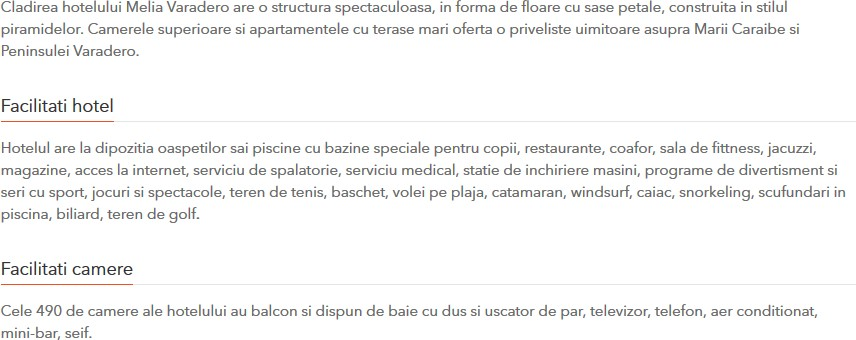 Cladirea hotelului Melia Varadero are o structura spectaculoasa, in forma de floare cu sase petale, construita in stilul
piramidelor. Camerele superioare si apartamentele cu terase mari oferta o priveliste uimitoare asupra Marii Caraibe si
Peninsulei Varadero.
Facilitati hotel
Hotelul are la dipozitia oaspetilor sai piscine cu bazine speciale pentru copii, restaurante, coafor, sala de fittness, jacuzzi,
magazine, acces la internet, serviciu de spalatorie, serviciu medical, statie de inchiriere masini, programe de divertisment si
seri cu sport, jocuri si spectacole, teren de tenis, baschet, volei pe plaja, catamaran, windsurf, caiac, snorkeling, scufundari in
piscina, biliard, teren de golf.
Facilitati camere
Cele 490 de camere ale hotelului au balcon si dispun de baie cu dus si uscator de par, televizor, telefon, aer conditionat,
mini-bar, seif.